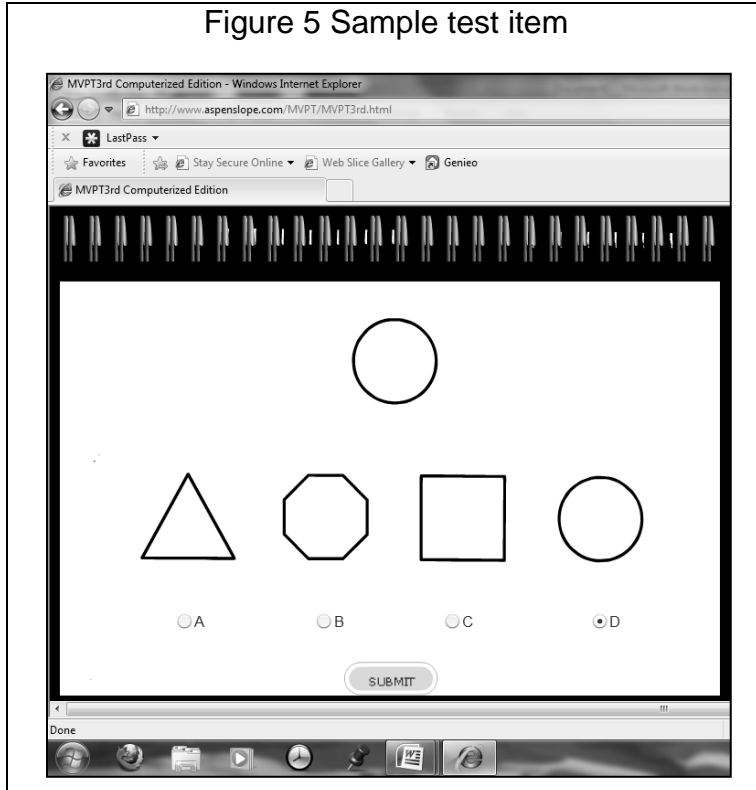 Figure 5 Sample test item
MVPT3rd Computerized Edition - Windows Internet Explorer
http://www.aspenslope.com/MVPT/MVPT3rd.html
x LastPass
Favorites Stay Secure Online Web Slice Gallery Genieo
MVPT3rd Computerized Edition
A B C D
SUBMIT
Done